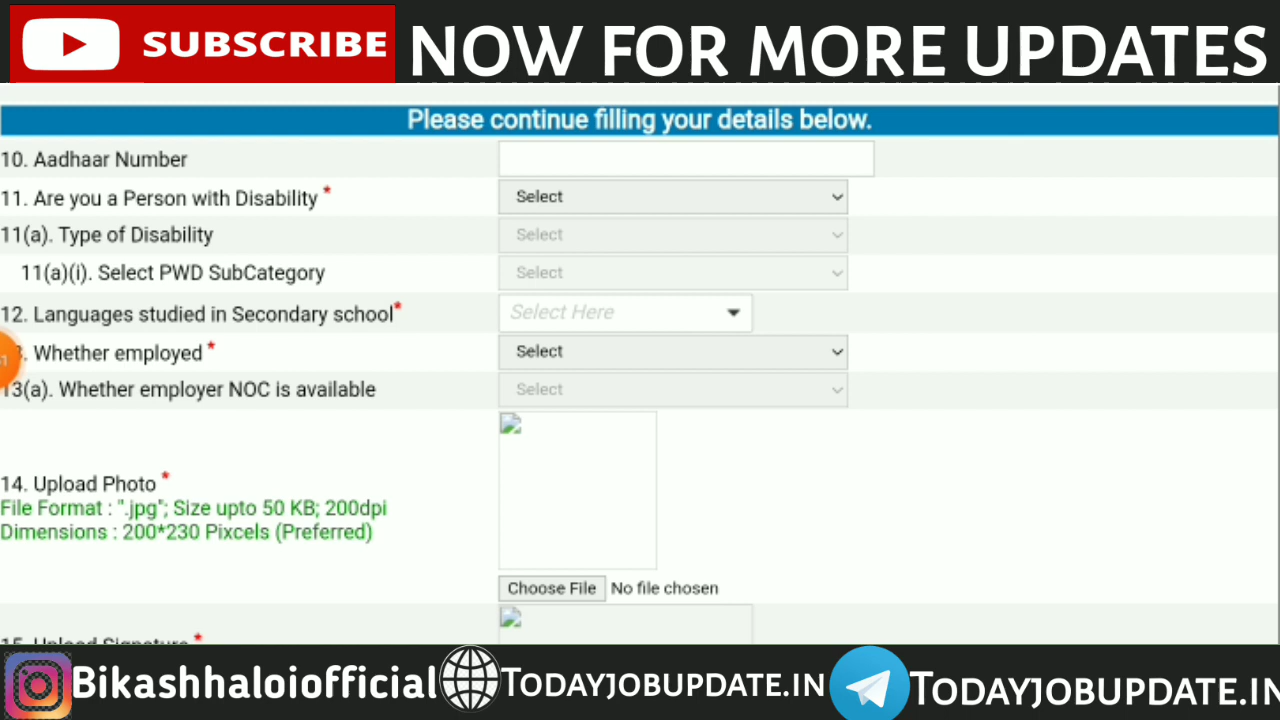 SUBSCRIBE NOW FOR MORE UPDATES
Please continue filling your details below.
10. Aadhaar Number
11. Are you a Person with Disability * Select
11(a). Type of Disability Select
11(a)(i). Select PWD SubCategory Select
12. Languages studied in Secondary school* Select Here
. Whether employed * Select
13(a). Whether employer NOC is available Select
14. Upload Photo *
File Format : ".jpg"; Size upto 50 KB; 200dpi
Dimensions : 200*230 Pixcels (Preferred)
Choose File No file chosen
15. Upload Signature *
Bikashhaloiofficial TODAYJOBUPDATE.IN TODAYJOBUPDATE.IN